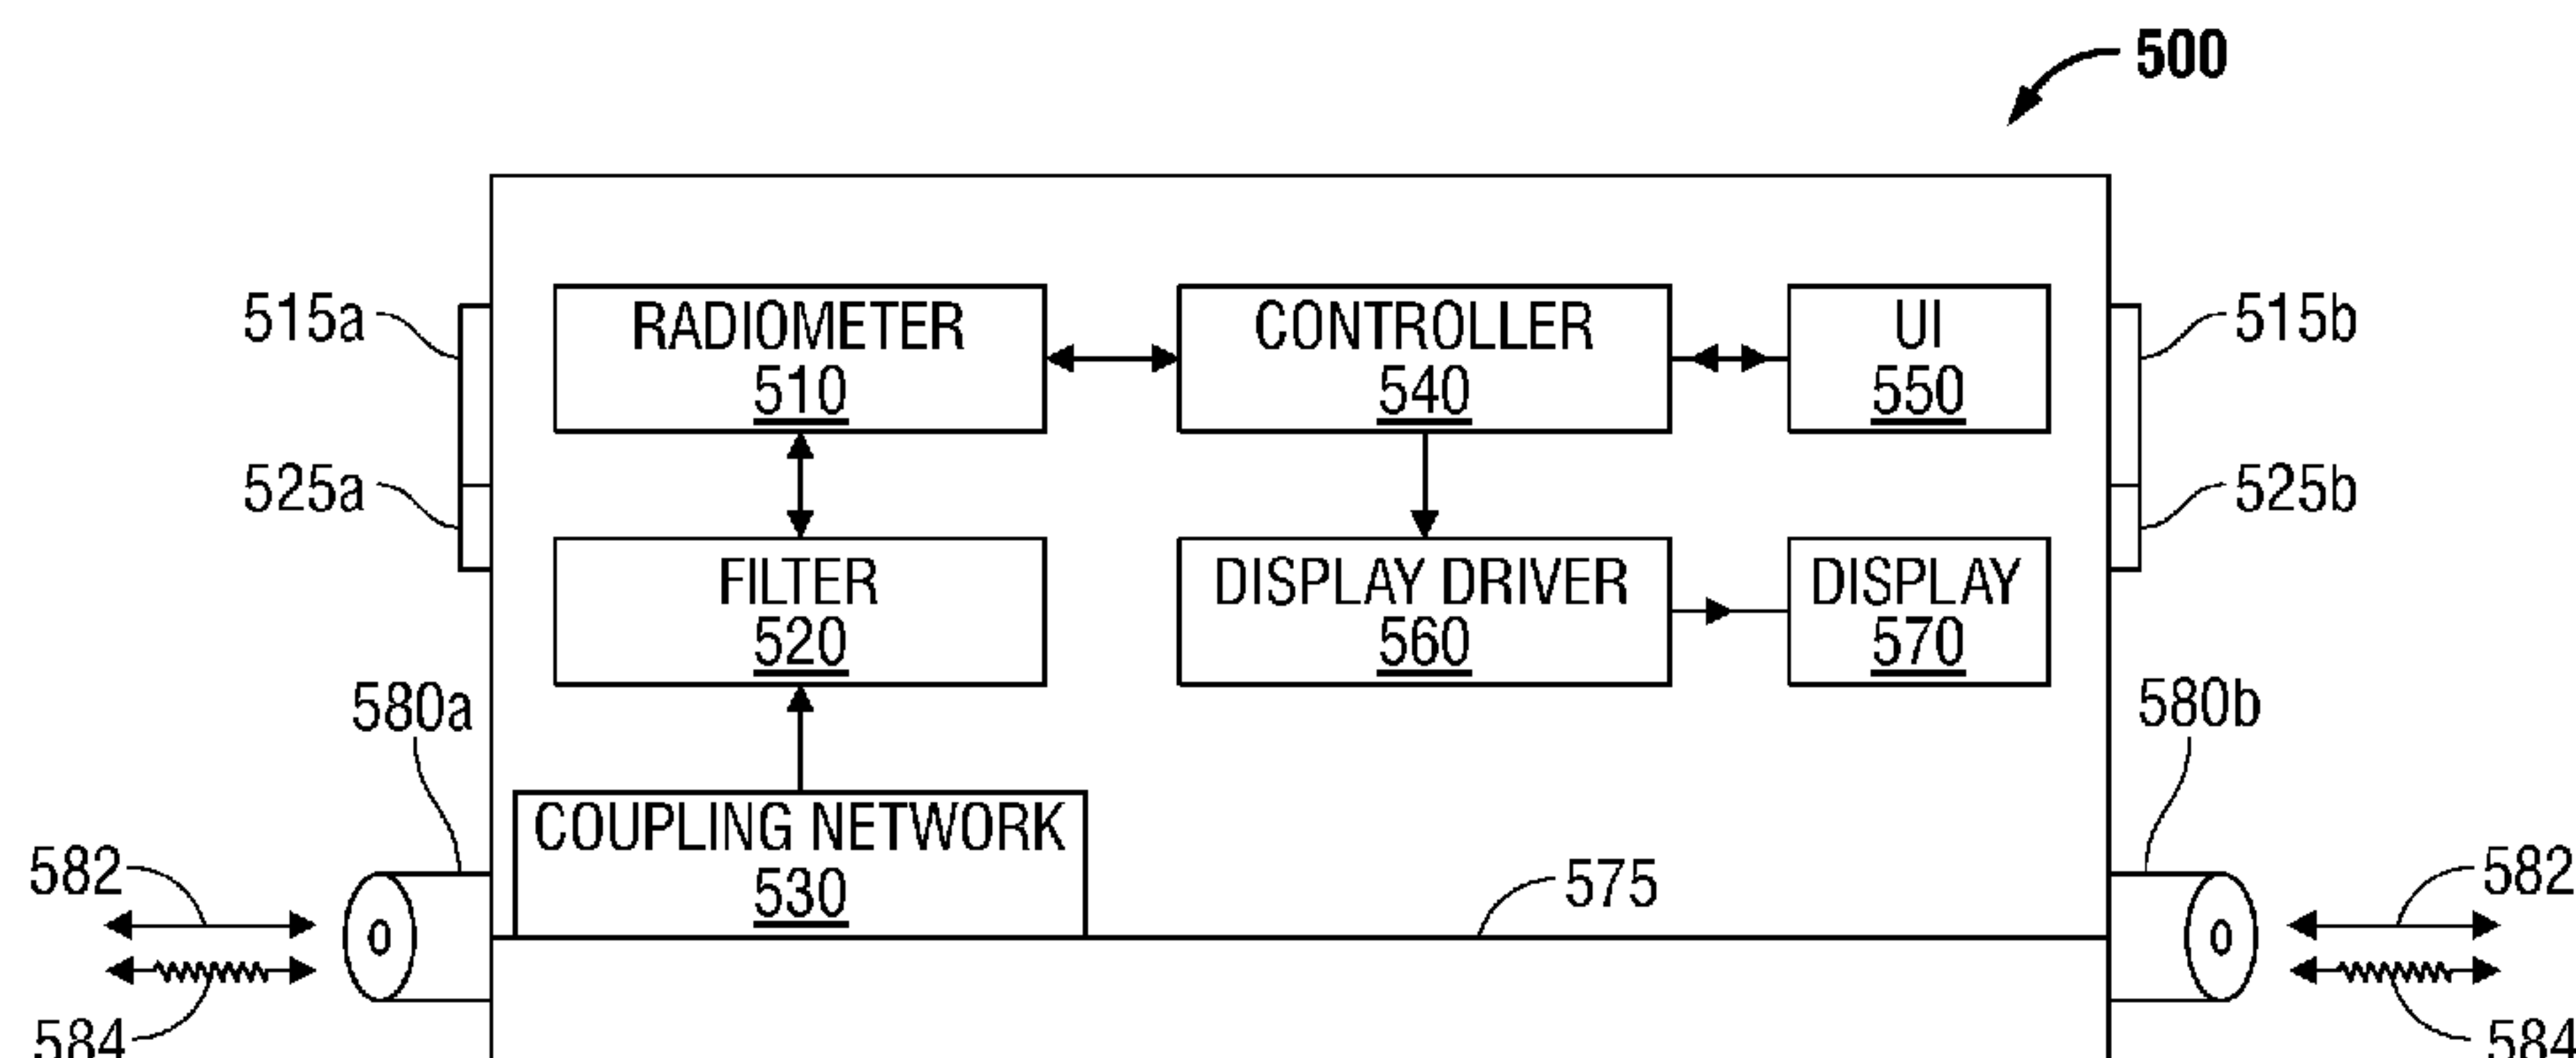 500
515a
RADIOMETER
510
CONTROLLER
540
UI
550
515b
525a
525b
FILTER
520
DISPLAY DRIVER
560
DISPLAY
570
580a
580b
COUPLING NETWORK
530
582
575
582
584
584